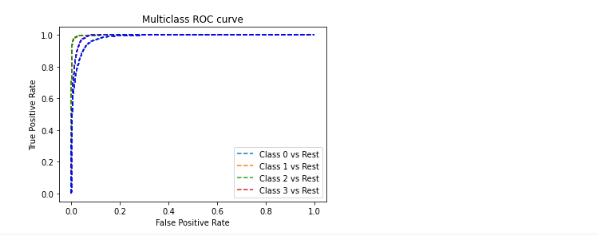 Multiclass ROC curve
True Positive Rate
1.0
0.8
0.6
0.4
0.2
0.0
Class 0 vs Rest
Class 1 vs Rest
Class 2 vs Rest
Class 3 vs Rest
0.0 0.2 0.4 0.6 0.8 1.0
False Positive Rate